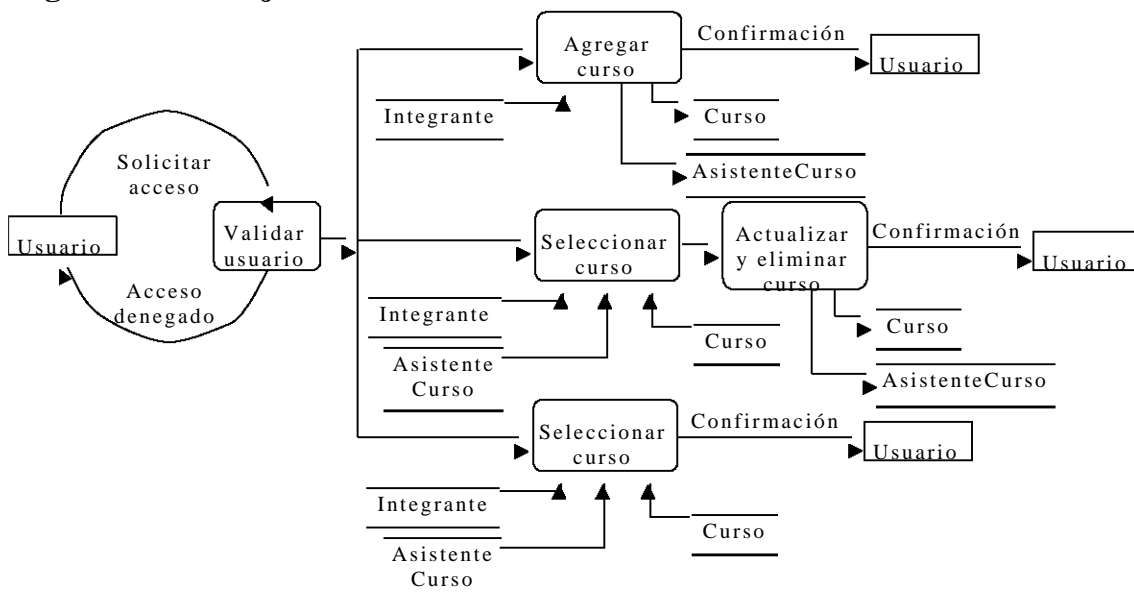 Confirmación
Agregar
curso
Usuario
Integrante
Curso
Solicitar
acceso
AsistenteCurso
Usuario
Validar
usuario
Seleccionar
curso
Actualizar
y eliminar
curso
Confirmación
Usuario
Acceso
denegado
Integrante
Curso
Curso
Asistente
Curso
AsistenteCurso
Seleccionar
curso
Confirmación
Usuario
Integrante
Curso
Asistente
Curso